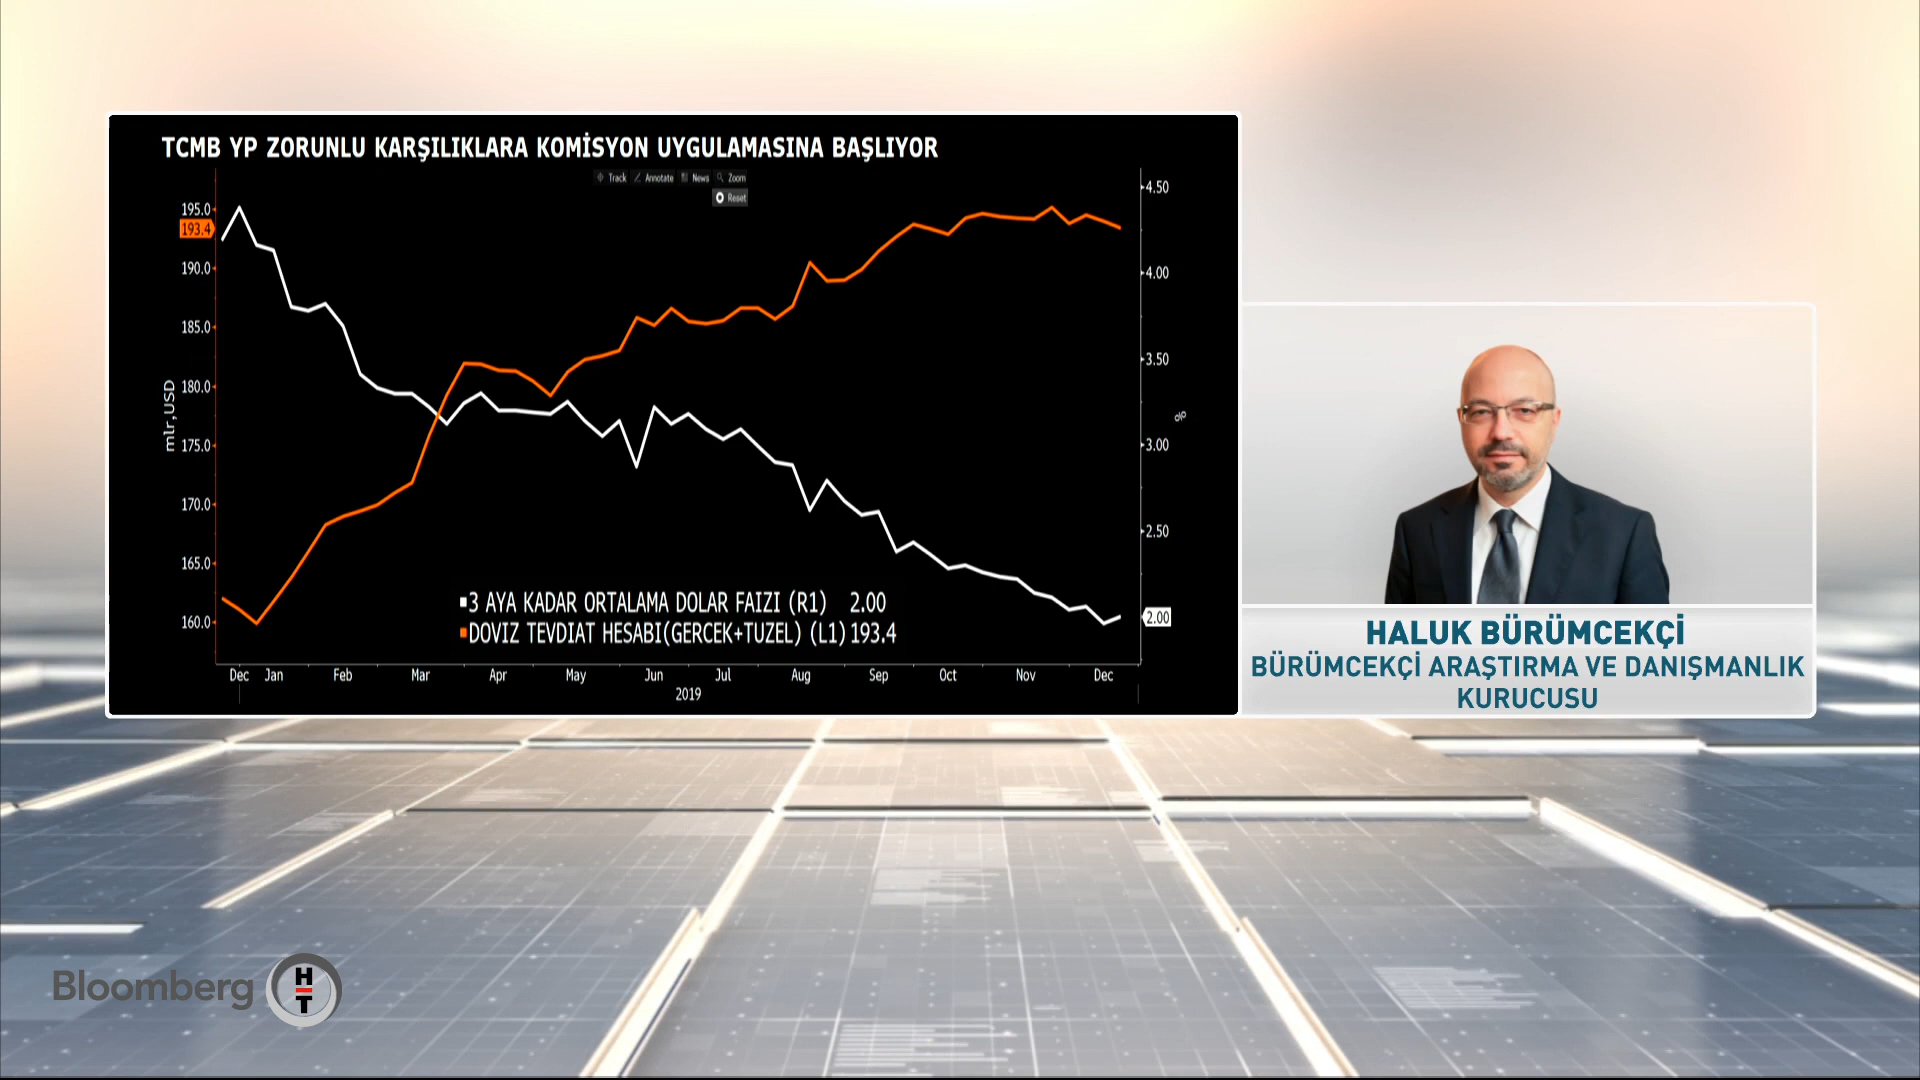 TCMB YP ZORUNLU KARŞILIKLARA KOMİSYON UYGULAMASINA BAŞLIYOR
Track Annotate News Zoom
Reset
195.0
193.4
190.0
185.0
180.0
175.0
170.0
165.0
160.0
mlr,USD
4.50
4.00
3.50
3.00
2.50
2.00
3 AYA KADAR ORTALAMA DOLAR FAIZI (R1) 2.00
DOVIZ TEVDIAT HESABI(GERCEK+TUZEL) (L1) 193.4
Dec Jan Feb Mar Apr May Jun Jul Aug Sep Oct Nov Dec
2019
HALUK BÜRÜMCEKÇİ
BÜRÜMCEKÇİ ARAŞTIRMA VE DANIŞMANLIK
KURUCUSU
Bloomberg HT